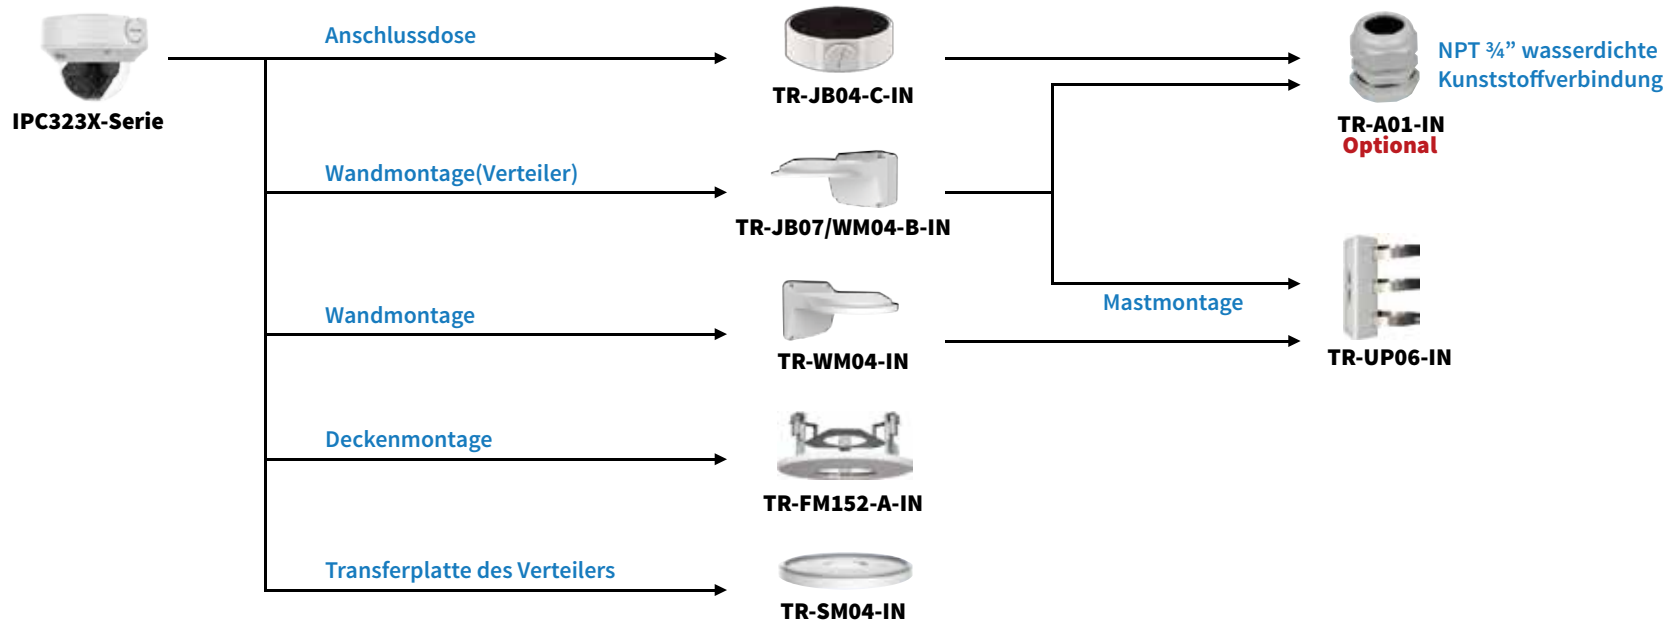 IPC323X-Serie
Anschlussdose
TR-JB04-C-IN
NPT ¾” wasserdichte
Kunststoffverbindung
TR-A01-IN
Optional
Wandmontage(Verteiler)
TR-JB07/WM04-B-IN
Mastmontage
TR-UP06-IN
Wandmontage
TR-WM04-IN
Deckenmontage
TR-FM152-A-IN
Transferplatte des Verteilers
TR-SM04-IN